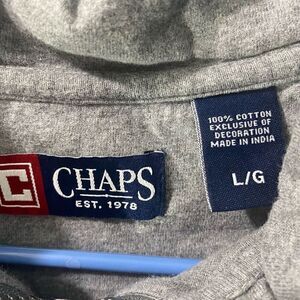 C CHAPS
EST. 1978
100% COTTON
EXCLUSIVE OF
DECORATION
MADE IN INDIA
L/G